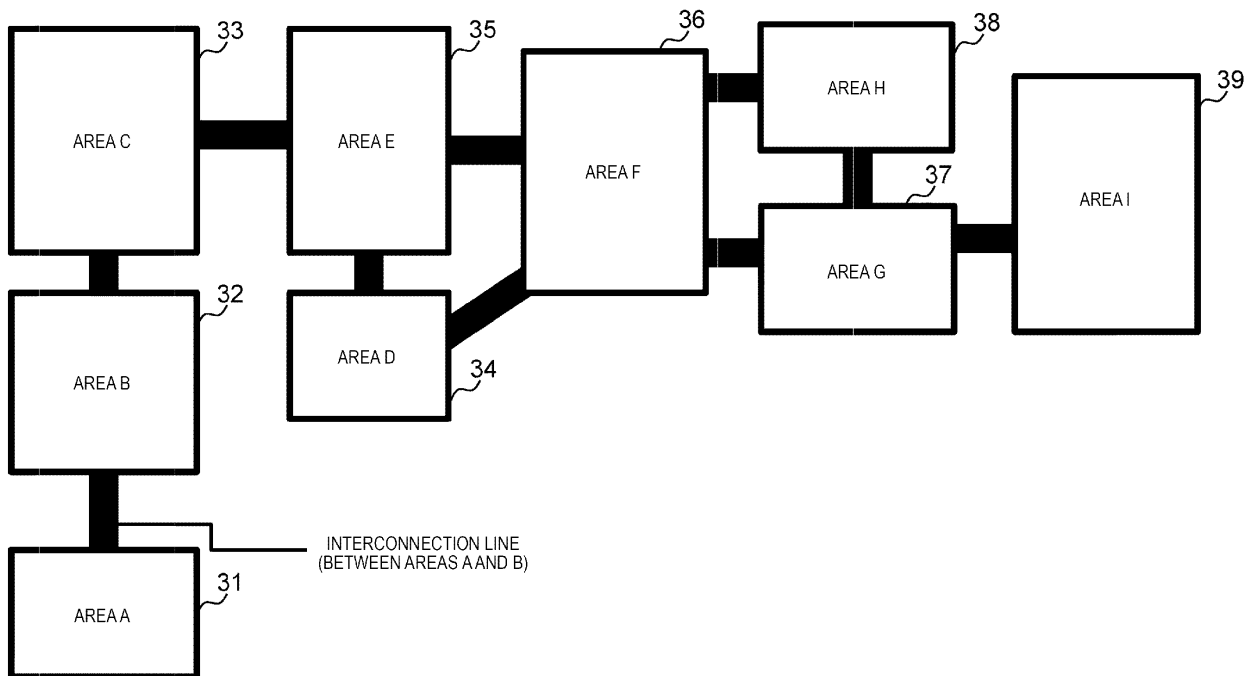 33
35
36
38
39
AREA C
AREA E
AREA F
AREA H
AREA I
37
AREA G
32
AREA B
AREA D
34
INTERCONNECTION LINE
(BETWEEN AREAS A AND B)
31
AREA A